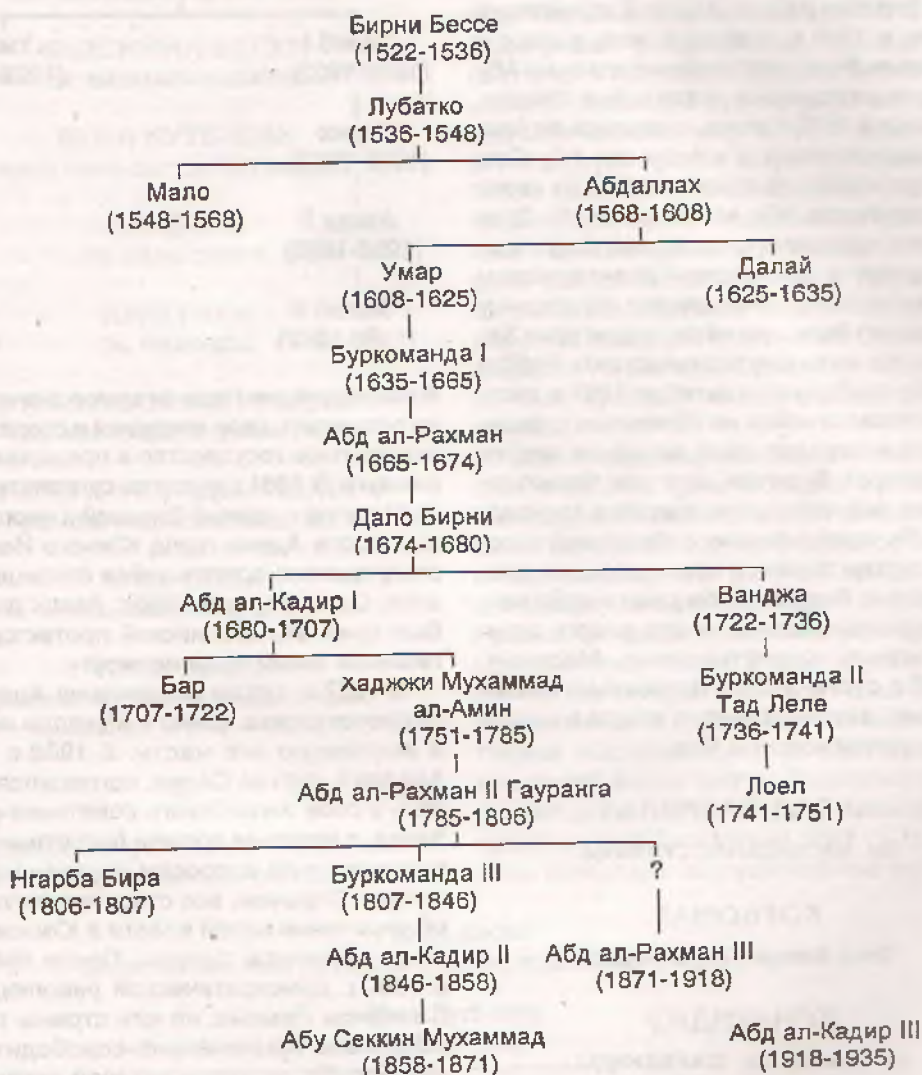 Бирни Бессе
(1522-1536)
Лубатко
(1536-1548)
Мало
(1548-1568)
Абдаллах
(1568-1608)
Умар
(1608-1625)
Далай
(1625-1635)
Буркоманда I
(1635-1665)
Абд ал-Рахман
(1665-1674)
Дало Бирни
(1674-1680)
Абд ал-Кадир I
(1680-1707)
Ванджа
(1722-1736)
Бар
(1707-1722)
Хаджжи Мухаммад
ал-Амин
(1751-1785)
Буркоманда II
Тад Леле
(1736-1741)
Абд ал-Рахман II Гауранга
(1785-1806)
Лоел
(1741-1751)
Нгарба Бира
(1806-1807)
Буркоманда III
(1807-1846)
?
Абд ал-Кадир II
(1846-1858)
Абд ал-Рахман III
(1871-1918)
Абу Секкин Мухаммад
(1858-1871)
Абд ал-Кадир III
(1918-1935)